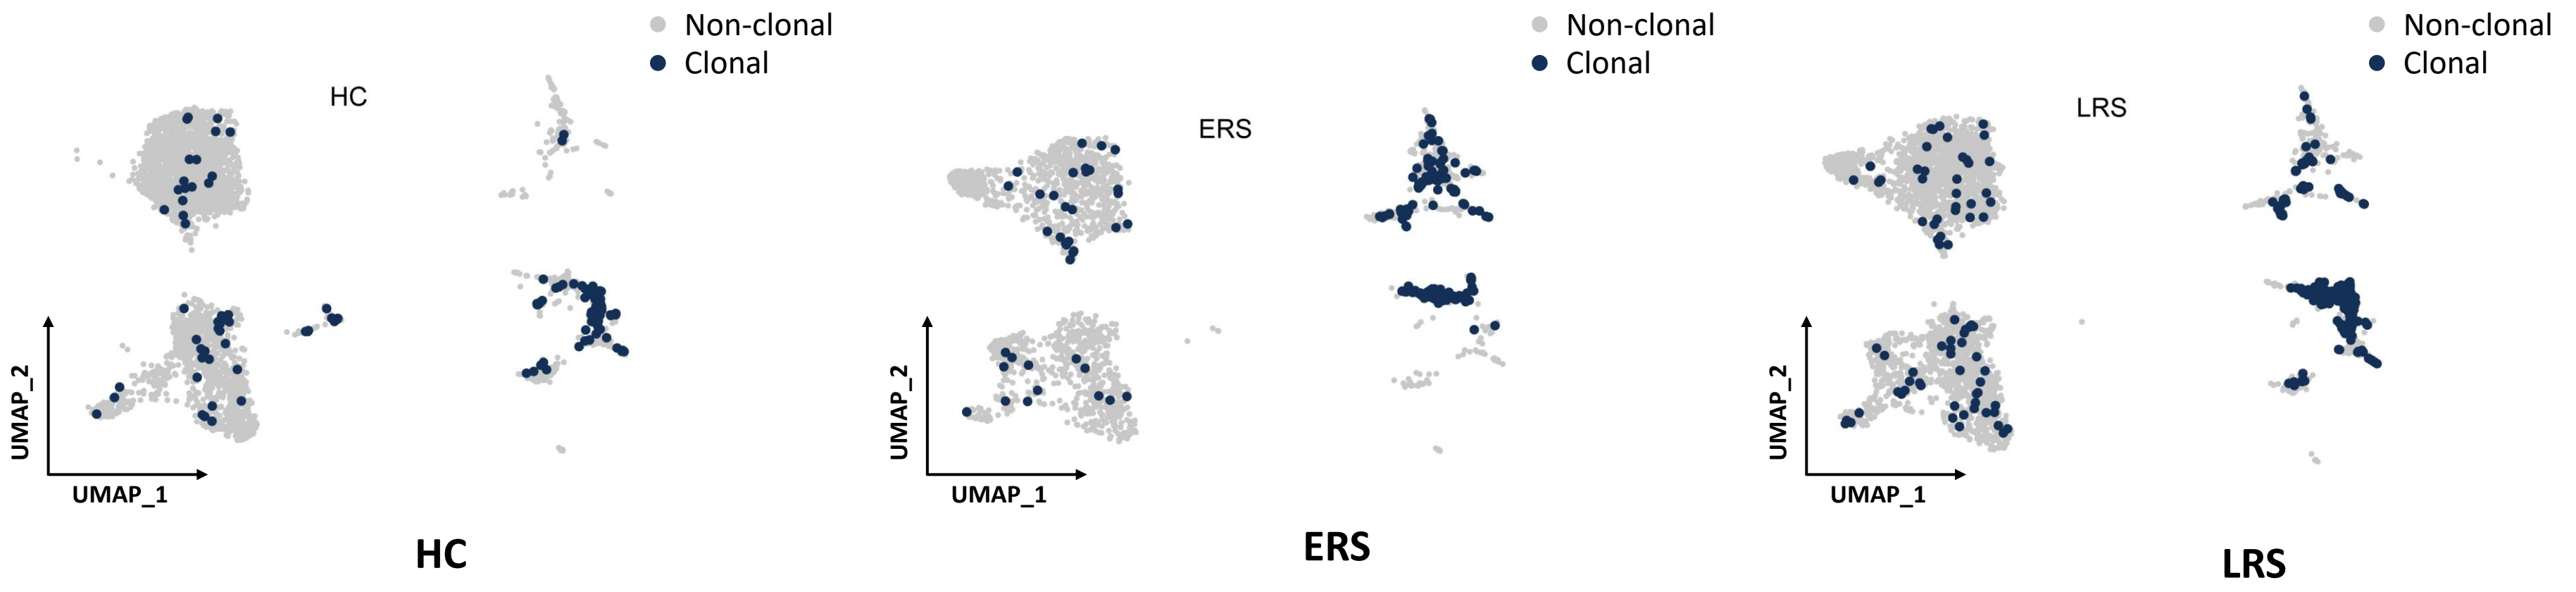 Non-clonal
Clonal
HC
UMAP_2
UMAP_1
HC
Non-clonal
Clonal
ERS
UMAP_2
UMAP_1
ERS
Non-clonal
Clonal
LRS
UMAP_2
UMAP_1
LRS